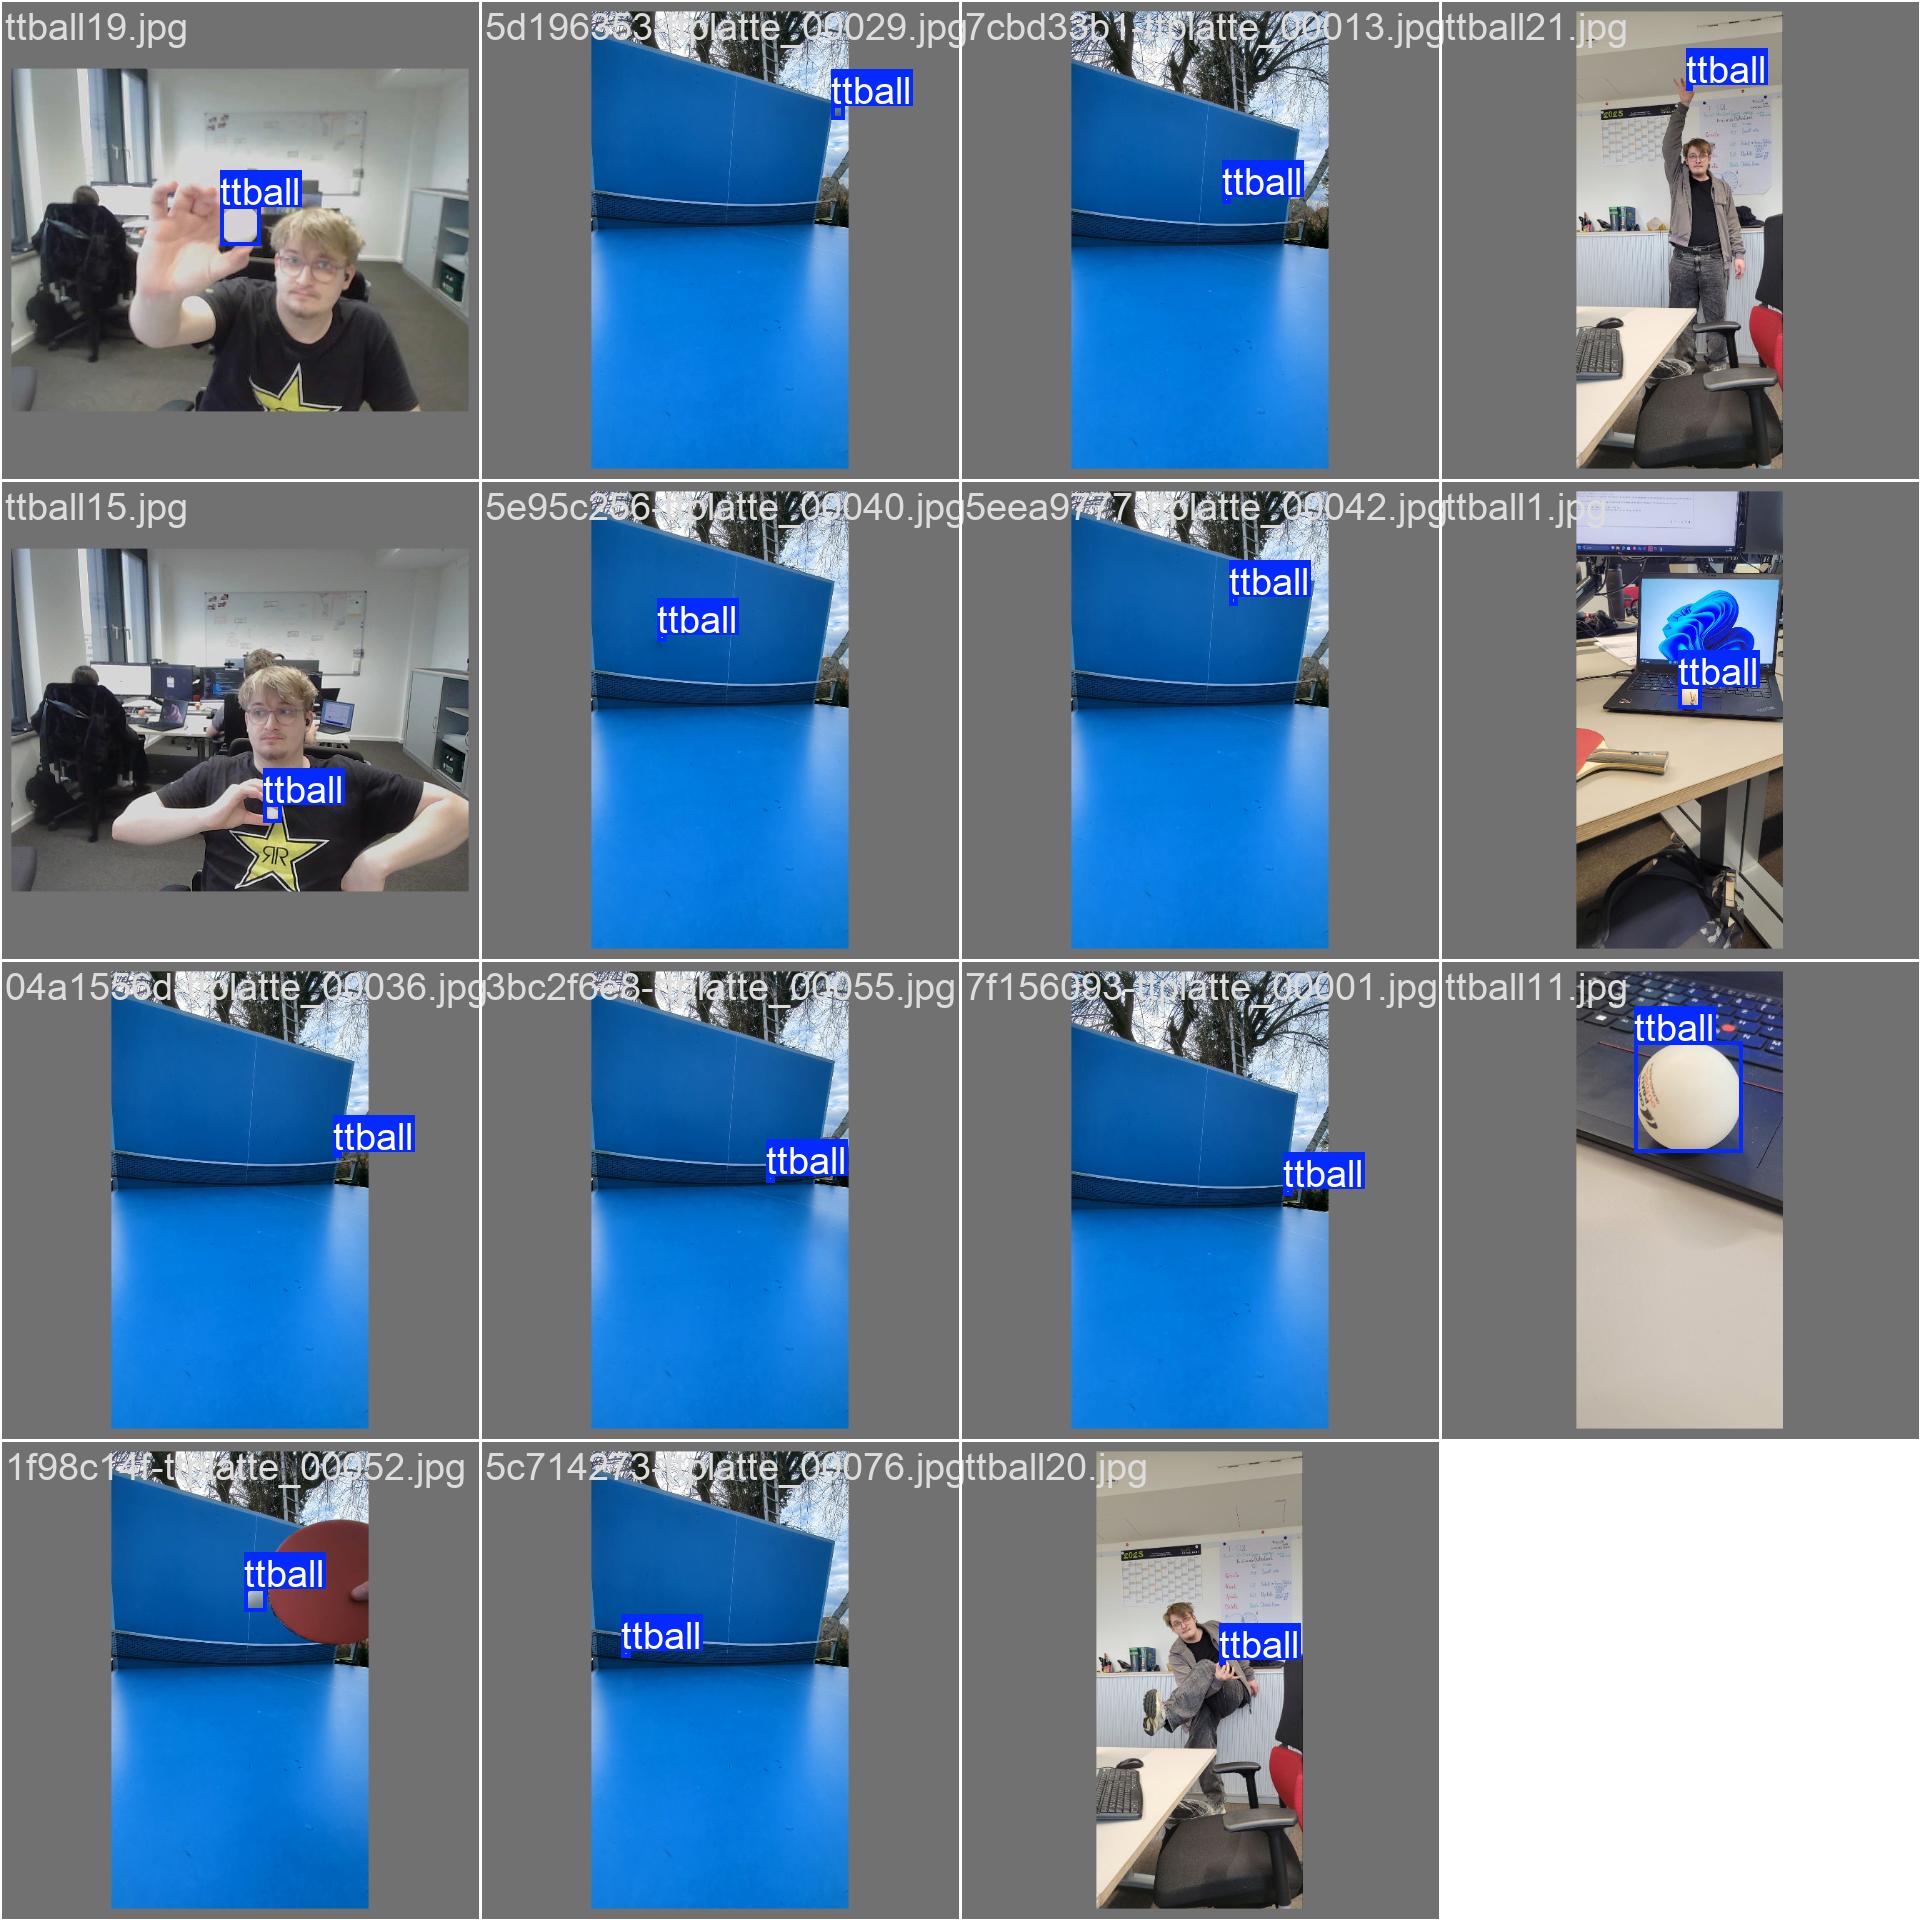 ttball19.jpg
ttball
5d196353-ttplatte_00029.jpg
ttball
7cbd33b1-ttplatte_00013.jpg
ttball
ttball21.jpg
ttball
2025
ttball15.jpg
ttball
5e95c256-ttplatte_00040.jpg
ttball
5eea9777-ttplatte_00042.jpg
ttball
ttball1.jpg
ttball
04a1556d-ttplatte_00036.jpg
ttball
3bc2f6e8-ttplatte_00055.jpg
ttball
7f156093-ttplatte_00001.jpg
ttball
ttball11.jpg
ttball
ttplatte_00052.jpg
ttball
5c714273-ttplatte_00076.jpg
ttball
ttball20.jpg
2025
ttball